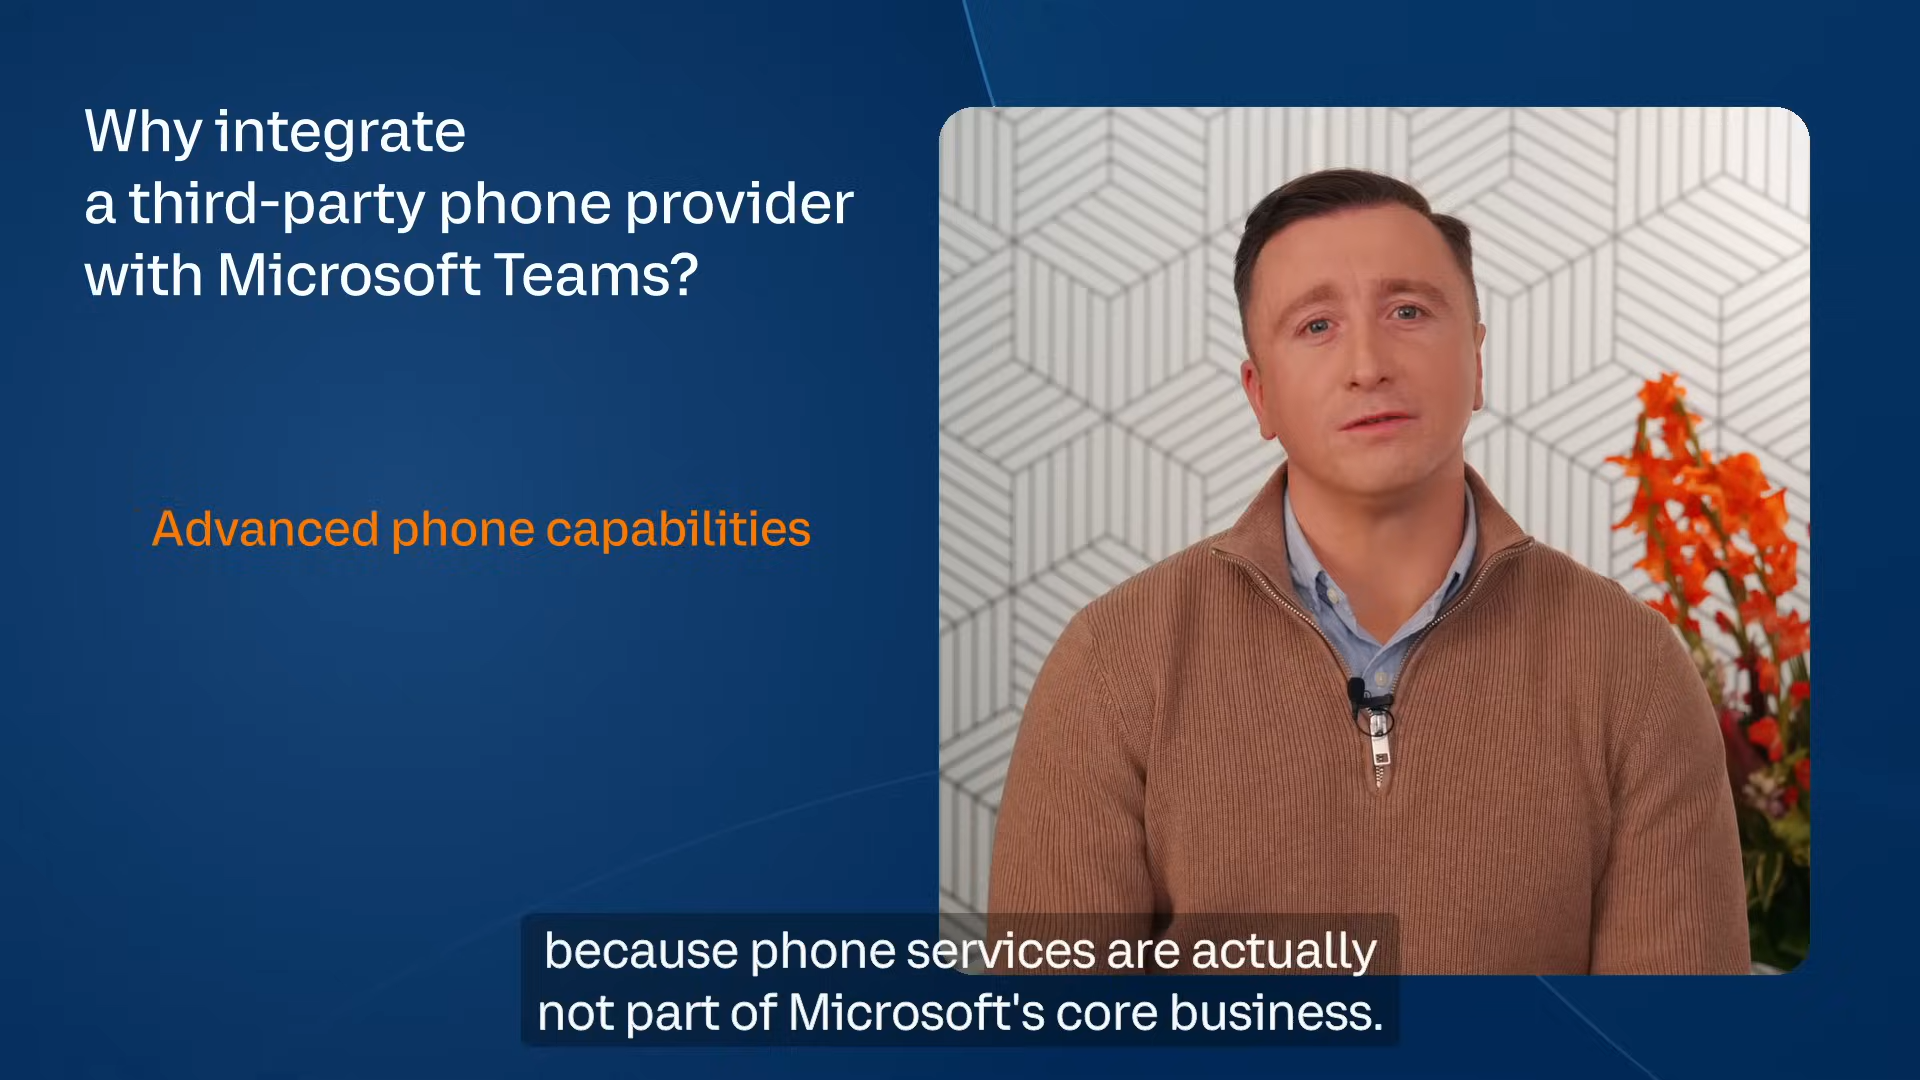 Why integrate
a third-party phone provider
with Microsoft Teams?
Advanced phone capabilities
because phone services are actually
not part of Microsoft's core business.